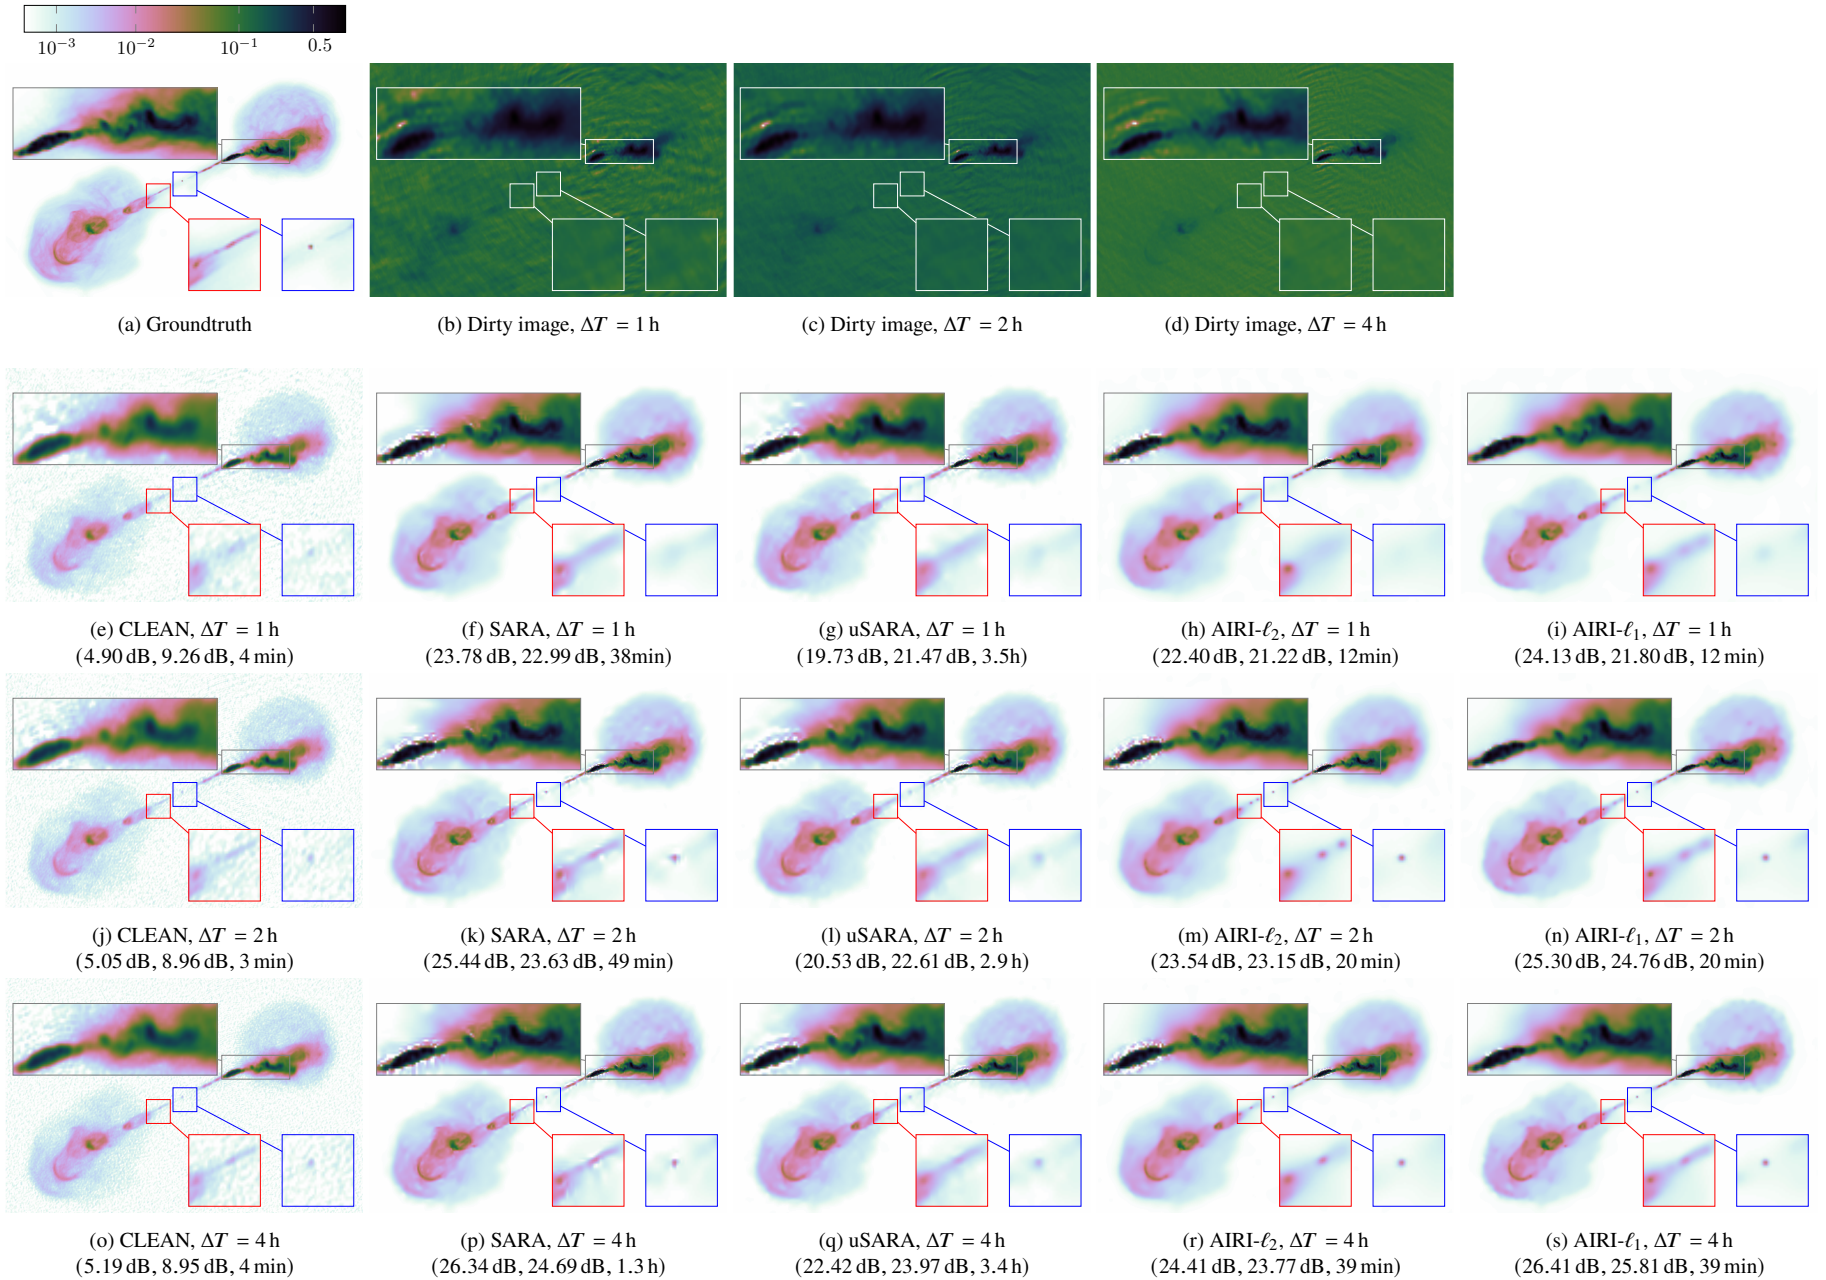 10⁻³ 10⁻² 10⁻¹ 0.5
(a) Groundtruth
(b) Dirty image, ΔT = 1 h
(c) Dirty image, ΔT = 2 h
(d) Dirty image, ΔT = 4 h
(e) CLEAN, ΔT = 1 h
(4.90 dB, 9.26 dB, 4 min)
(f) SARA, ΔT = 1 h
(23.78 dB, 22.99 dB, 38min)
(g) uSARA, ΔT = 1 h
(19.73 dB, 21.47 dB, 3.5h)
(h) AIRI-ℓ₂, ΔT = 1 h
(22.40 dB, 21.22 dB, 12min)
(i) AIRI-ℓ₁, ΔT = 1 h
(24.13 dB, 21.80 dB, 12 min)
(j) CLEAN, ΔT = 2 h
(5.05 dB, 8.96 dB, 3 min)
(k) SARA, ΔT = 2 h
(25.44 dB, 23.63 dB, 49 min)
(l) uSARA, ΔT = 2 h
(20.53 dB, 22.61 dB, 2.9 h)
(m) AIRI-ℓ₂, ΔT = 2 h
(23.54 dB, 23.15 dB, 20 min)
(n) AIRI-ℓ₁, ΔT = 2 h
(25.30 dB, 24.76 dB, 20 min)
(o) CLEAN, ΔT = 4 h
(5.19 dB, 8.95 dB, 4 min)
(p) SARA, ΔT = 4 h
(26.34 dB, 24.69 dB, 1.3 h)
(q) uSARA, ΔT = 4 h
(22.42 dB, 23.97 dB, 3.4 h)
(r) AIRI-ℓ₂, ΔT = 4 h
(24.41 dB, 23.77 dB, 39 min)
(s) AIRI-ℓ₁, ΔT = 4 h
(26.41 dB, 25.81 dB, 39 min)